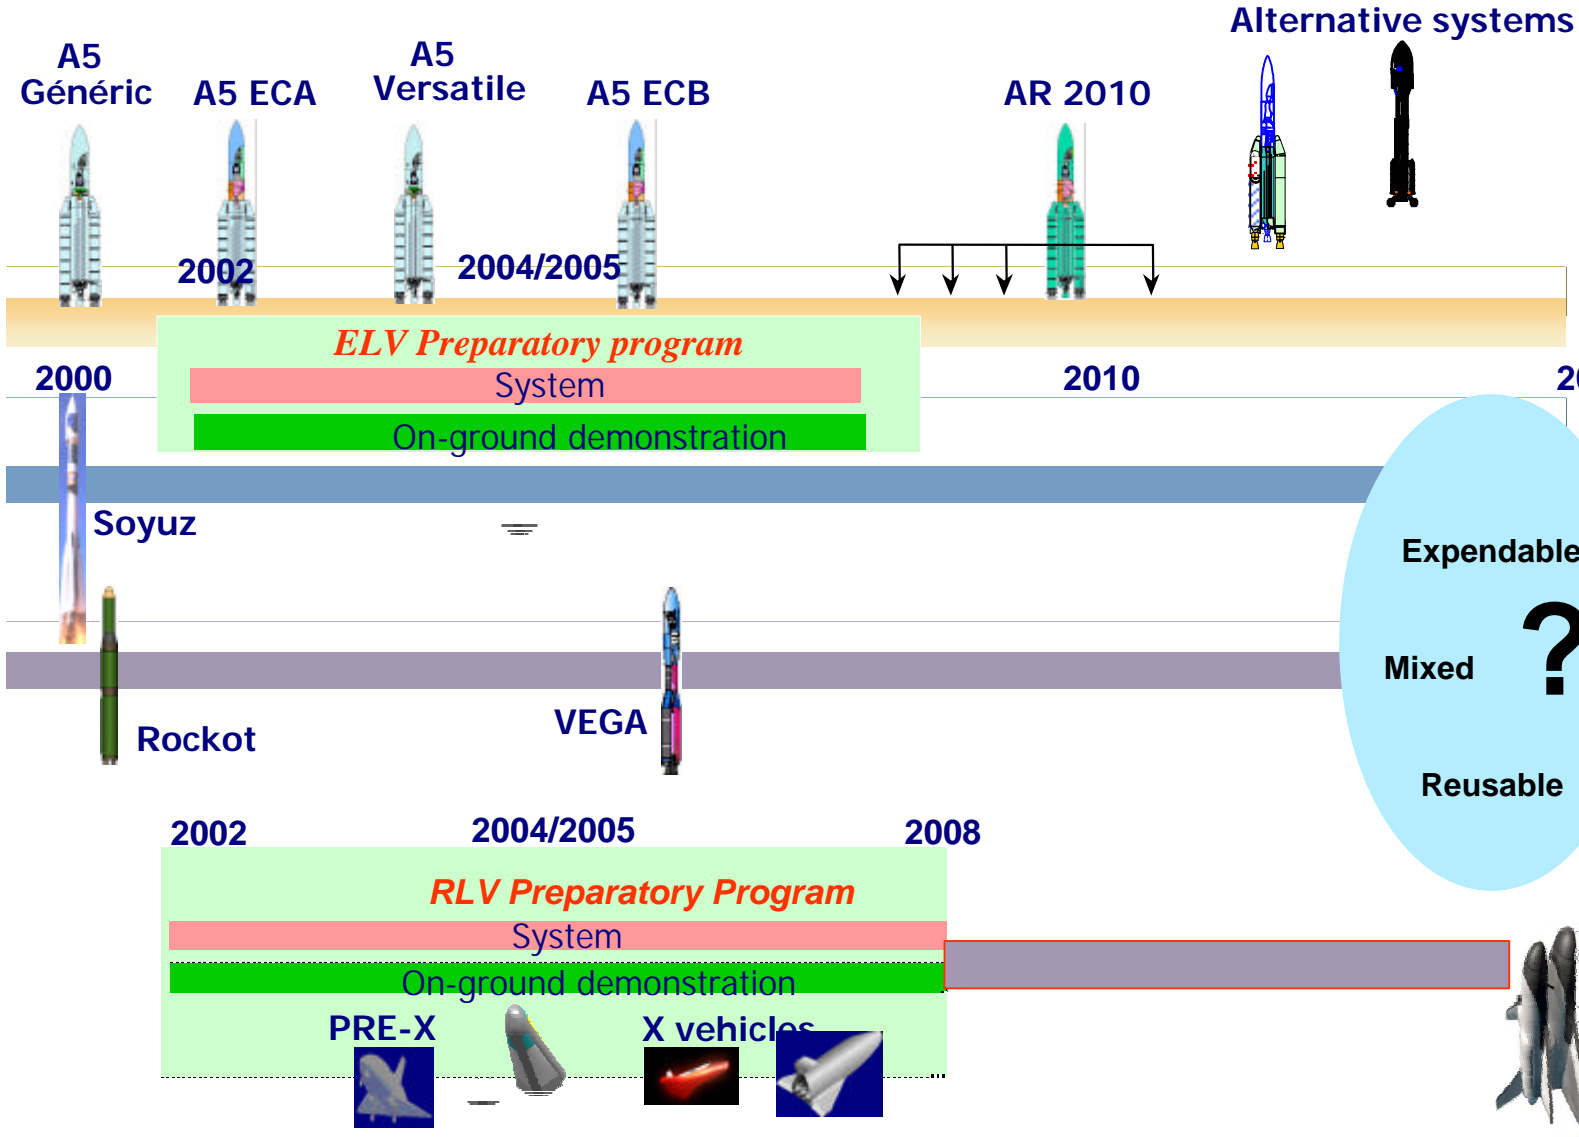 Alternative systems
A5
Généric
A5 ECA
A5
Versatile
A5 ECB
AR 2010
2002
2004/2005
ELV Preparatory program
2000
System
2010
On-ground demonstration
Soyuz
Expendable
?
Mixed
VEGA
Rockot
Reusable
2002
2004/2005
2008
RLV Preparatory Program
System
On-ground demonstration
PRE-X
X vehicles